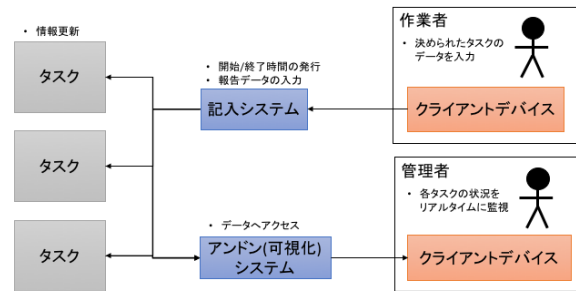 • 情報更新
タスク
タスク
タスク
• 開始/終了時間の発行
• 報告データの入力
記入システム
• データへアクセス
アンドン(可視化)
システム
作業者
• 決められたタスクの
データを入力
クライアントデバイス
管理者
• 各タスクの状況を
リアルタイムに監視
クライアントデバイス